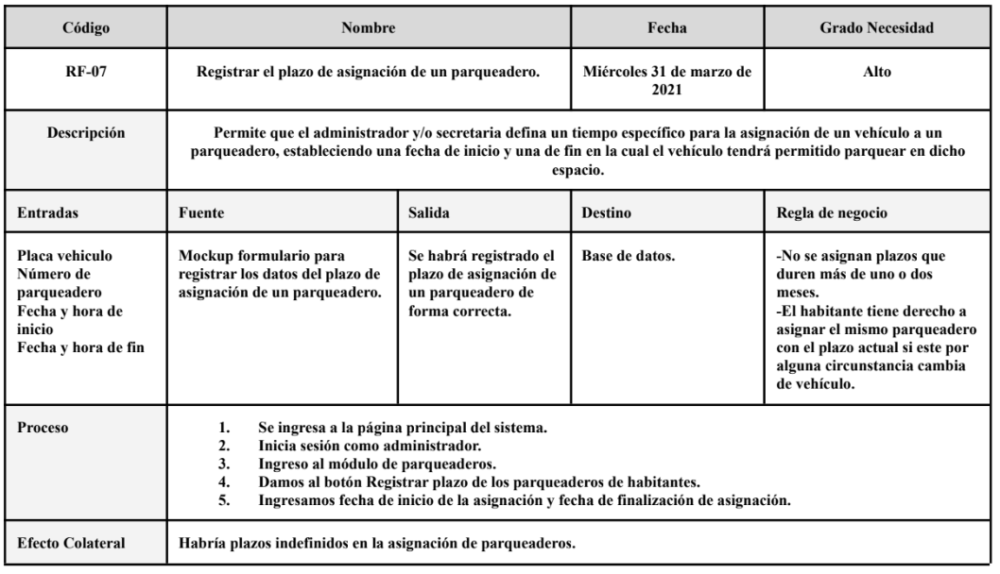 Código
Nombre
Fecha
Grado Necesidad
RF-07
Registrar el plazo de asignación de un parqueadero.
Miércoles 31 de marzo de
2021
Alto
Descripción
Permite que el administrador y/o secretaria defina un tiempo específico para la asignación de un vehículo a un
parqueadero, estableciendo una fecha de inicio y una de fin en la cual el vehículo tendrá permitido parquear en dicho
espacio.
Entradas
Fuente
Salida
Destino
Regla de negocio
Placa vehiculo
Número de
parqueadero
Fecha y hora de
inicio
Fecha y hora de fin
Mockup formulario para
registrar los datos del plazo de
asignación de un parqueadero.
Se habrá registrado el
plazo de asignación de
un parqueadero de
forma correcta.
Base de datos.
-No se asignan plazos que
duren más de uno o dos
meses.
-El habitante tiene derecho a
asignar el mismo parqueadero
con el plazo actual si este por
alguna circunstancia cambia
de vehículo.
Proceso
1. Se ingresa a la página principal del sistema.
2. Inicia sesión como administrador.
3. Ingreso al módulo de parqueaderos.
4. Damos al botón Registrar plazo de los parqueaderos de habitantes.
5. Ingresamos fecha de inicio de la asignación y fecha de finalización de asignación.
Efecto Colateral
Habría plazos indefinidos en la asignación de parqueaderos.